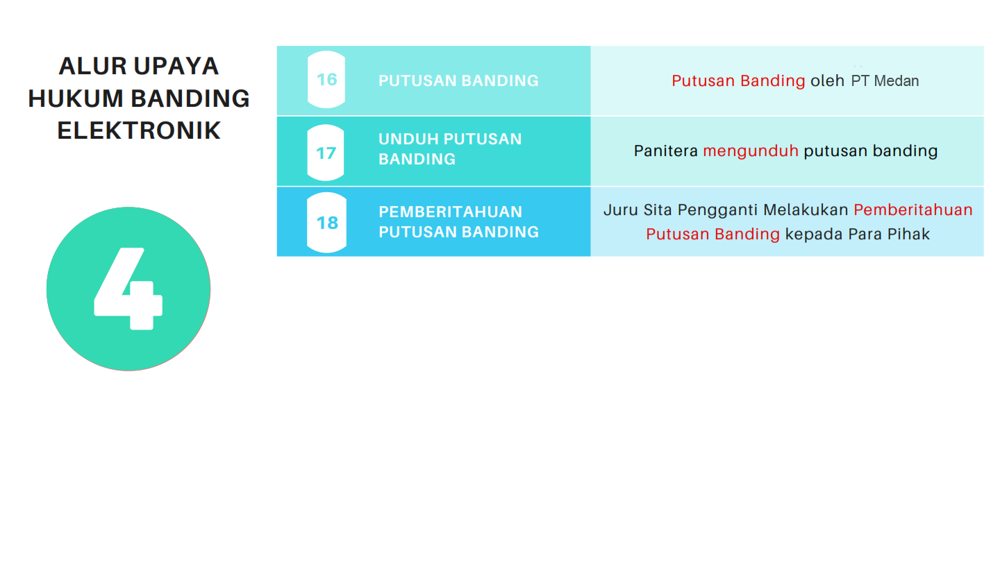 ALUR UPAYA
HUKUM BANDING
ELEKTRONIK
4
16
PUTUSAN BANDING
Putusan Banding oleh PT Medan
17
UNDUH PUTUSAN
BANDING
Panitera mengunduh putusan banding
18
PEMBERITAHUAN
PUTUSAN BANDING
Juru Sita Pengganti Melakukan Pemberitahuan
Putusan Banding kepada Para Pihak